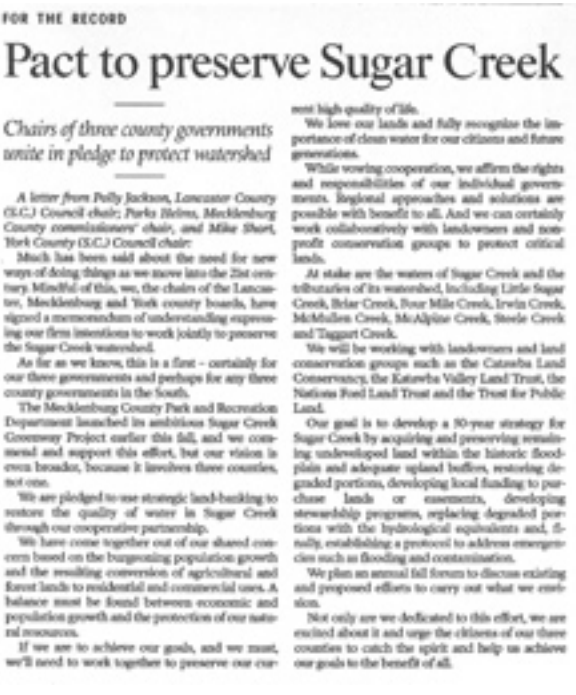 FOR THE RECORD
Pact to preserve Sugar Creek
Chairs of three county governments
unite in pledge to protect watershed
A letter from Polly Jackson, Lancaster County
(S.C.) Council chair; Parks Helms, Mecklenburg
County commissioners' chair, and Mike Short,
York County (S.C.) Council chair:
Much has been said about the need for new
ways of doing things as we move into the 21st cen-
tury. Mindful of this, we, the chairs of the Lancas-
ter, Mecklenburg and York county boards, have
signed a memorandum of understanding express-
ing our firm intentions to work jointly to preserve
the Sugar Creek watershed.
As far as we know, this is a first – certainly for
our three governments and perhaps for any three
county governments in the South.
The Mecklenburg County Park and Recreation
Department launched its ambitious Sugar Creek
Greenway Project earlier this fall, and we com-
mend and support this effort, but our vision is
even broader, because it involves three counties,
not one.
We are pledged to use strategic land-banking to
restore the quality of water in Sugar Creek
through our cooperative partnership.
We have come together out of our shared con-
cern based on the burgeoning population growth
and the resulting conversion of agricultural and
forest lands to residential and commercial uses. A
balance must be found between economic and
population growth and the protection of our natu-
ral resources.
If we are to achieve our goals, and we must,
we'll need to work together to preserve our cur-
rent high quality of life.
We love our lands and fully recognize the im-
portance of clean water for our citizens and future
generations.
While vowing cooperation, we affirm the rights
and responsibilities of our individual govern-
ments. Regional approaches and solutions are
possible with benefit to all. And we can certainly
work collaboratively with landowners and non-
profit conservation groups to protect critical
lands.
At stake are the waters of Sugar Creek and the
tributaries of its watershed, including Little Sugar
Creek, Briar Creek, Four Mile Creek, Irwin Creek,
McMullen Creek, McAlpine Creek, Steele Creek
and Taggart Creek.
We will be working with landowners and land
conservation groups such as the Catawba Land
Conservancy, the Katawba Valley Land Trust, the
Nations Ford Land Trust and the Trust for Public
Land.
Our goal is to develop a 50-year strategy for
Sugar Creek by acquiring and preserving remain-
ing undeveloped land within the historic flood-
plain and adequate upland buffers, restoring de-
graded portions, developing local funding to pur-
chase lands or easements, developing
stewardship programs, replacing degraded por-
tions with the hydrological equivalents and, fi-
nally, establishing a protocol to address emergen-
cies such as flooding and contamination.
We plan an annual fall forum to discuss existing
and proposed efforts to carry out what we envi-
sion.
Not only are we dedicated to this effort, we are
excited about it and urge the citizens of our three
counties to catch the spirit and help us achieve
our goals to the benefit of all.